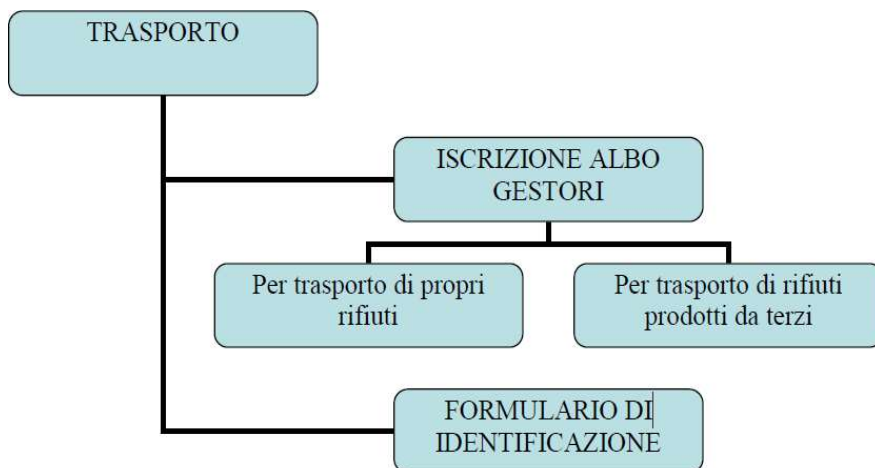 TRASPORTO
ISCRIZIONE ALBO
GESTORI
Per trasporto di propri
rifiuti
Per trasporto di rifiuti
prodotti da terzi
FORMULARIO DI
IDENTIFICAZIONE